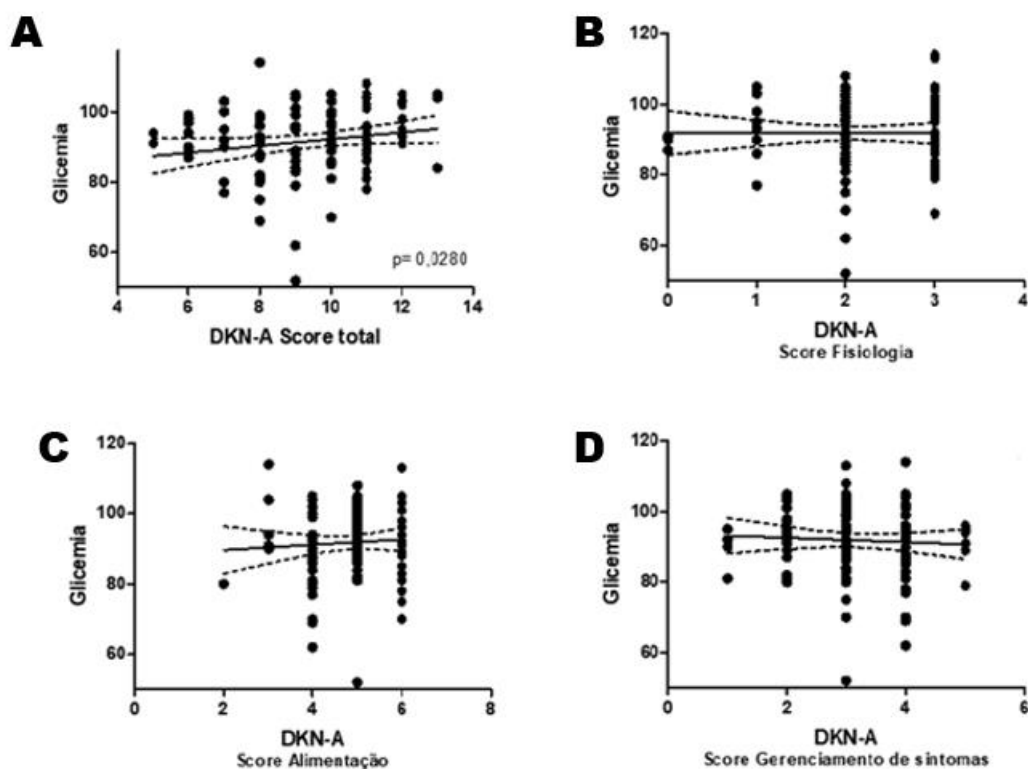 A
Glicemia
100
80
60
4
6
8
10
12
14
p= 0,0280
DKN-A Score total
B
Glicemia
120
100
80
60
0
1
2
3
4
DKN-A
Score Fisiologia
C
Glicemia
120
100
80
60
0
2
4
6
8
DKN-A
Score Alimentação
D
Glicemia
120
100
80
60
0
2
4
6
DKN-A
Score Gerenciamento de sintomas